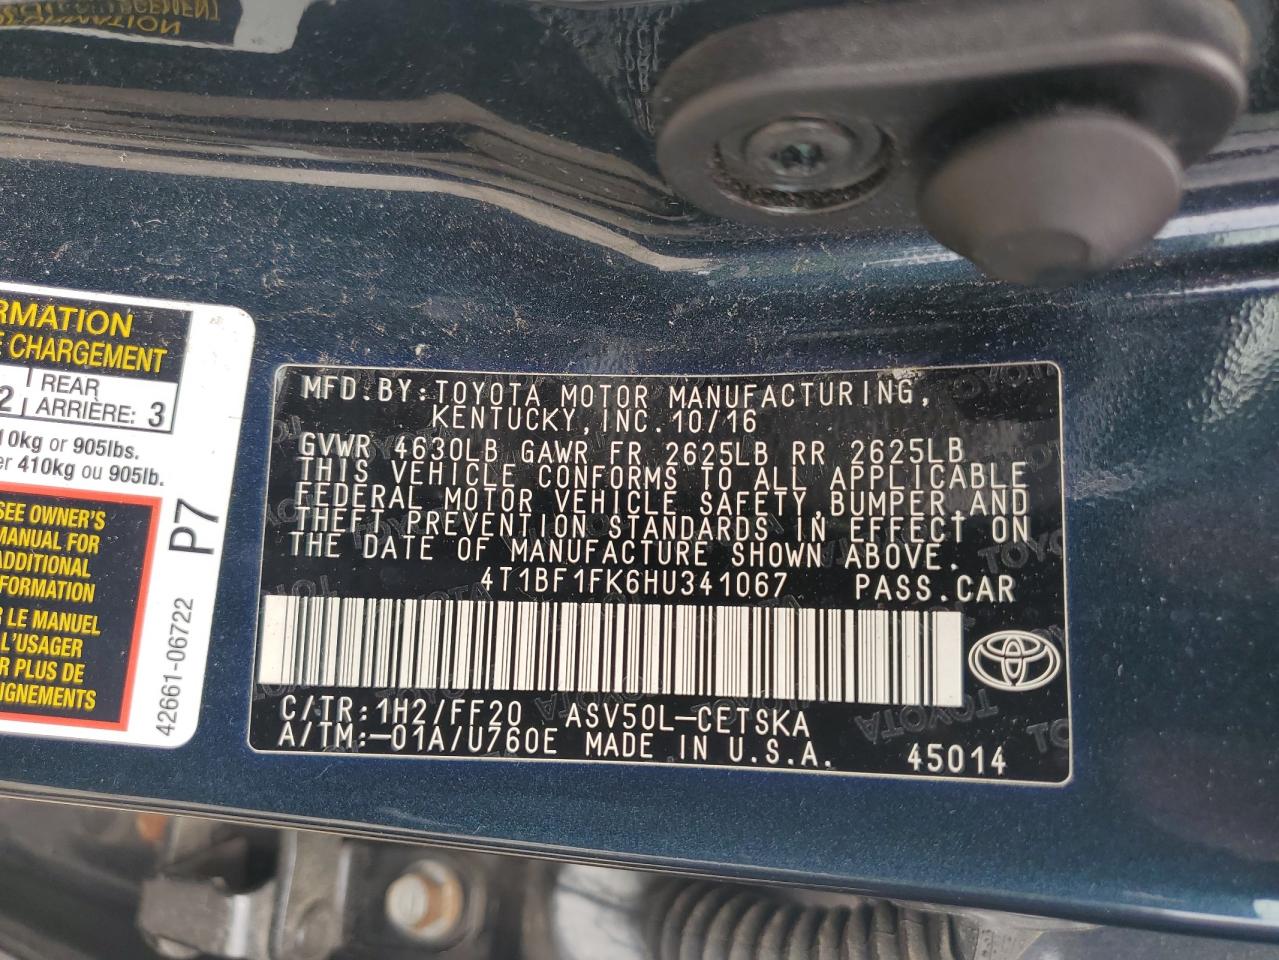 RMATION
E CHARGEMENT
2 REAR
ARRIÈRE: 3
10kg or 905lbs.
er 410kg ou 905lb.
SEE OWNER'S
MANUAL FOR
ADDITIONAL
FORMATION
R LE MANUEL
L'USAGER
R PLUS DE
IGNEMENTS
42661-06722 P7
MFD.BY:TOYOTA MOTOR MANUFACTURING,
KENTUCKY,INC.10/16
GVWR 4630LB GAWR FR 2625LB RR 2625LB
THIS VEHICLE CONFORMS TO ALL APPLICABLE
FEDERAL MOTOR VEHICLE SAFETY,BUMPER,AND
THEFT PREVENTION STANDARDS IN EFFECT ON
THE DATE OF MANUFACTURE SHOWN ABOVE.
4T1BF1FK6HU341067 PASS.CAR
C/TR:1H2/FF20 ASV50L-CETSKA
A/TM:-01A/U760E MADE IN U.S.A. 45014